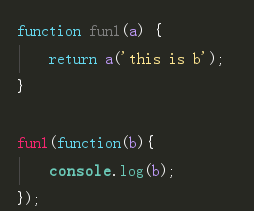 function fun1(a) {
    return a('this is b');
}

fun1(function(b){
    console.log(b);
});